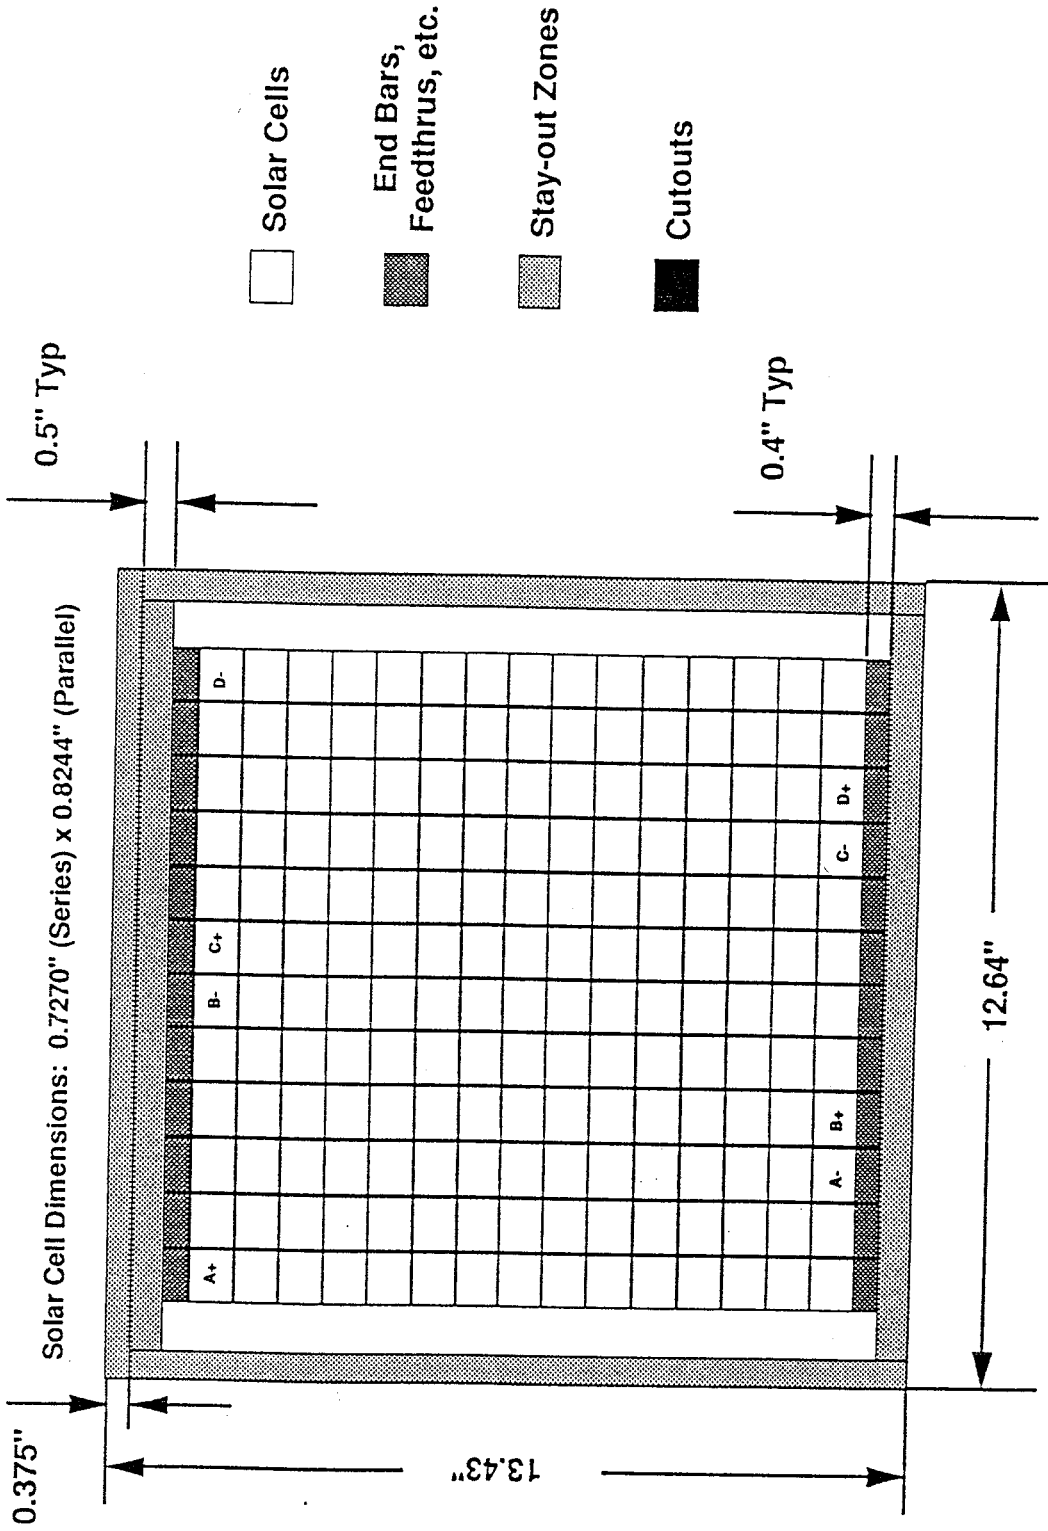 Solar Cell Dimensions: 0.7270" (Series) x 0.8244" (Parallel)
0.375"
0.5" Typ
13.43"
A+
B-
C+
D-
A-
B+
C-
D+
0.4" Typ
12.64"
Solar Cells
End Bars,
Feedthrus, etc.
Stay-out Zones
Cutouts